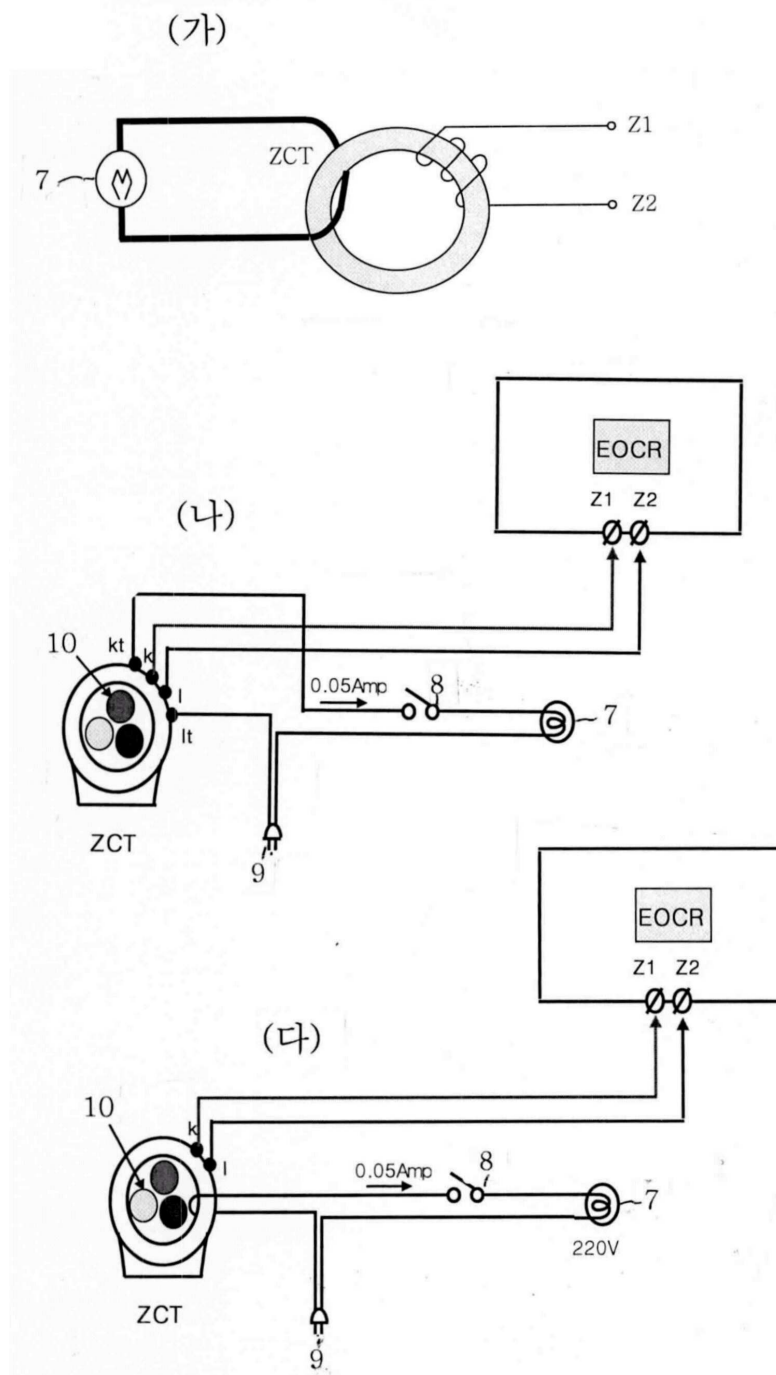 (가)
ZCT
Z1
7
Z2
EOCR
Z1 Z2
(나)
kt
k
10
l
lt
0.05Amp
8
7
ZCT
9
EOCR
Z1 Z2
(다)
10
k
l
0.05Amp
8
7
220V
ZCT
9